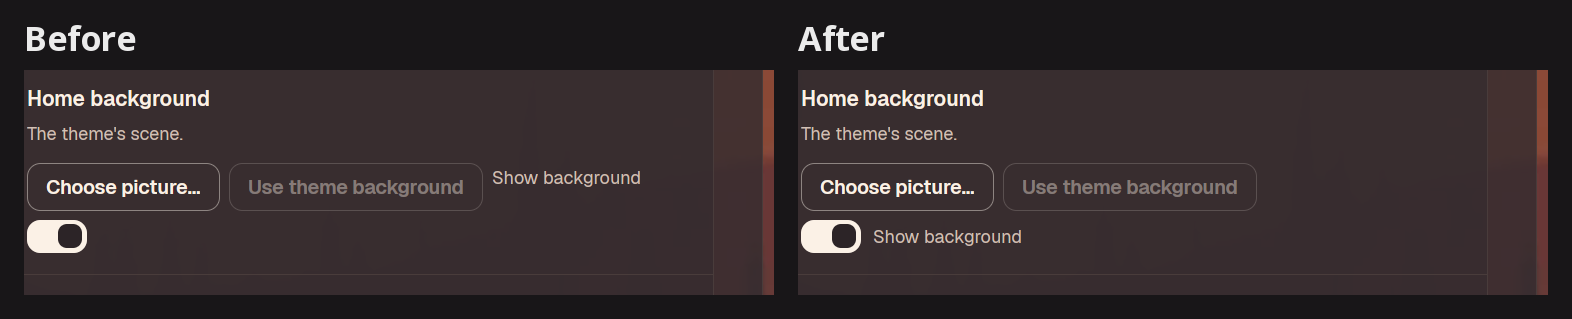 Before
Home background
The theme's scene.
Choose picture...
Use theme background
Show background
After
Home background
The theme's scene.
Choose picture...
Use theme background
Show background